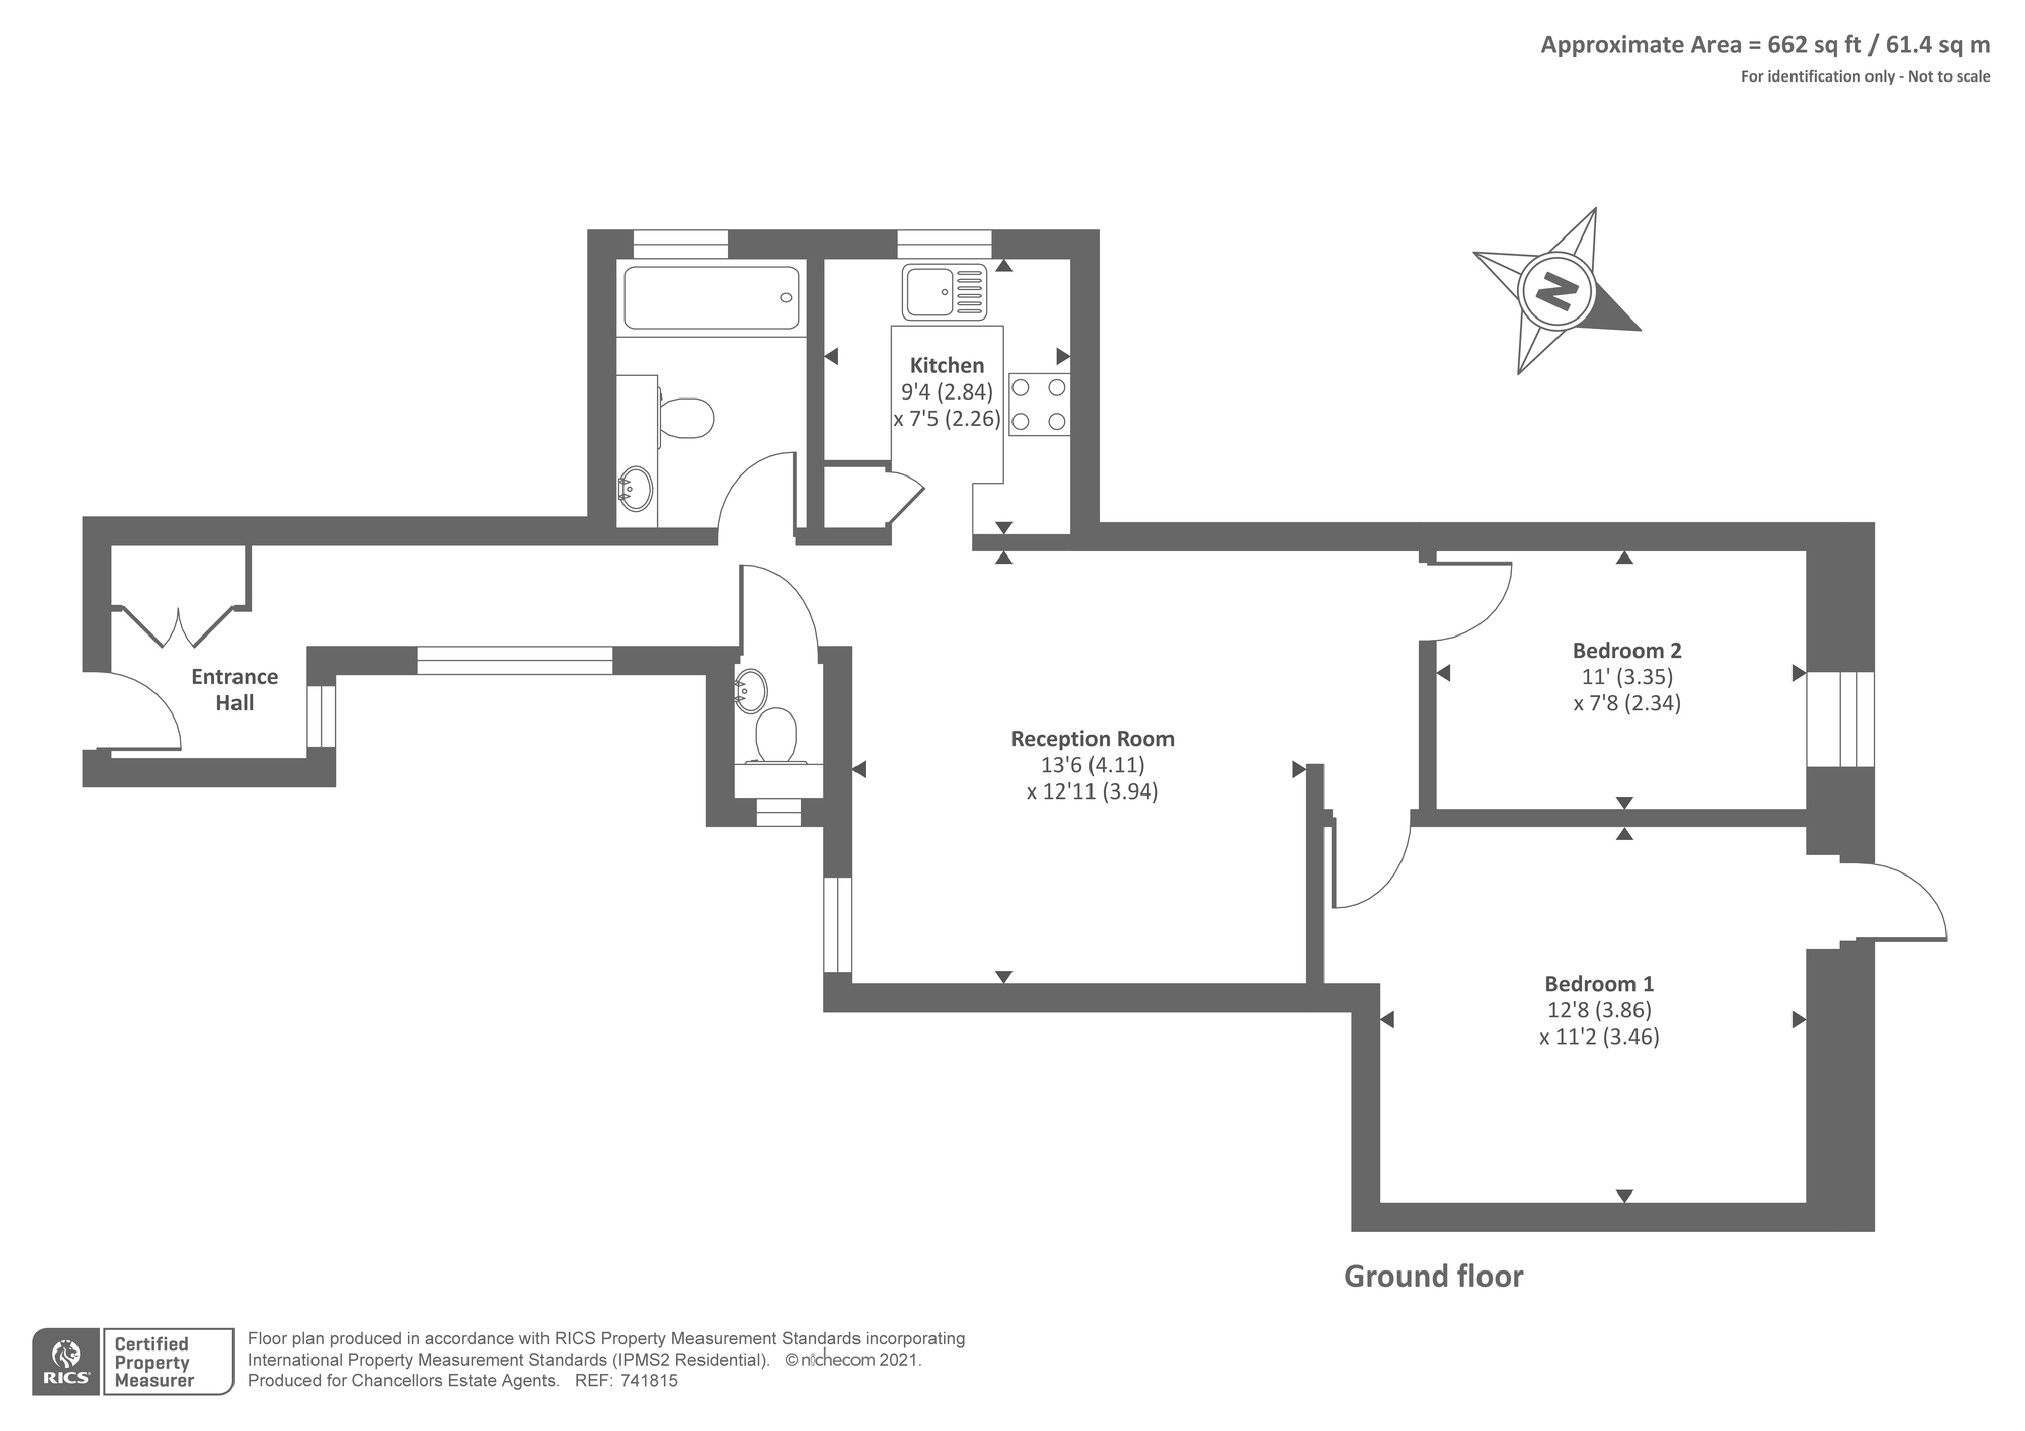 Approximate Area = 662 sq ft / 61.4 sq m
For identification only - Not to scale
N
Kitchen
9'4 (2.84)
x 7'5 (2.26)
Entrance
Hall
Reception Room
13'6 (4.11)
x 12'11 (3.94)
Bedroom 2
11' (3.35)
x 7'8 (2.34)
Bedroom 1
12'8 (3.86)
x 11'2 (3.46)
Ground floor
RICS
Certified
Property
Measurer
Floor plan produced in accordance with RICS Property Measurement Standards incorporating
International Property Measurement Standards (IPMS2 Residential). © nichecom 2021.
Produced for Chancellors Estate Agents. REF: 741815